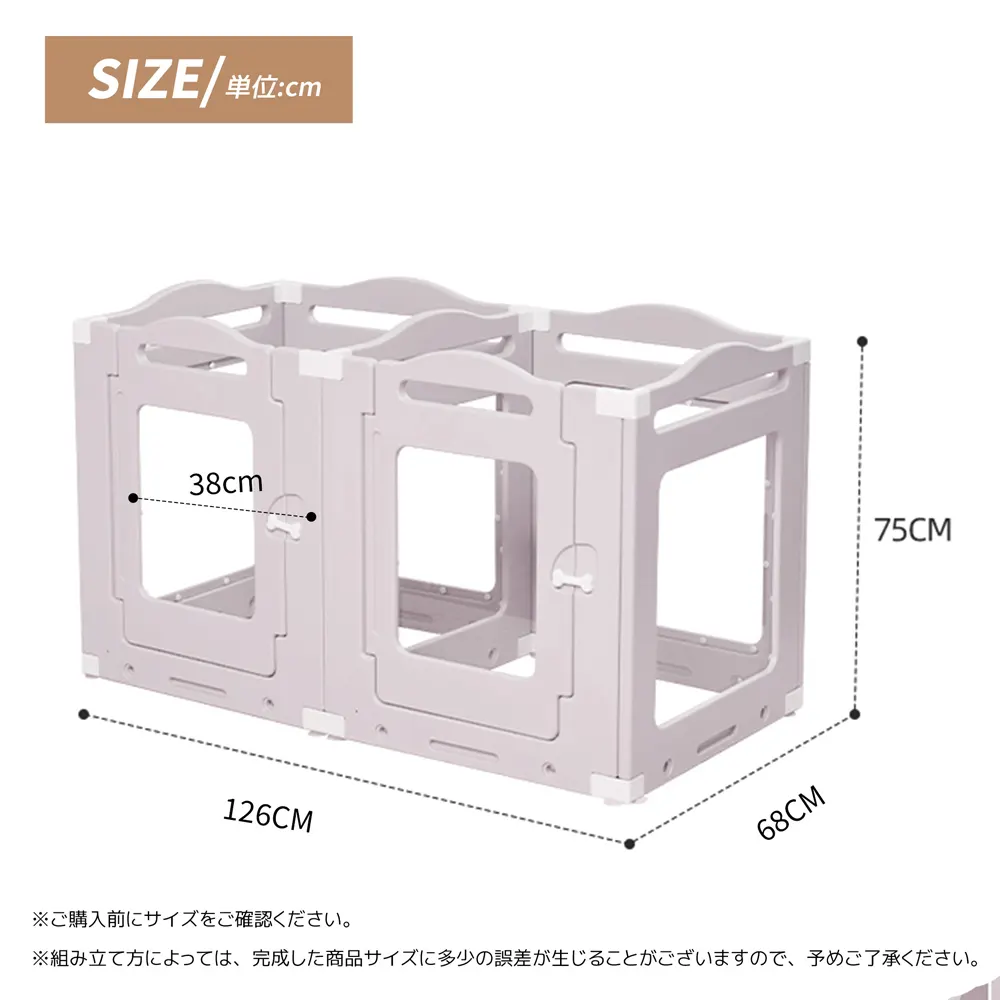 SIZE/単位:cm
38cm
75CM
126CM
68CM
※ご購入前にサイズをご確認ください。
※組み立て方によっては、完成した商品サイズに多少の誤差が生じることがございますので、予めご了承ください。